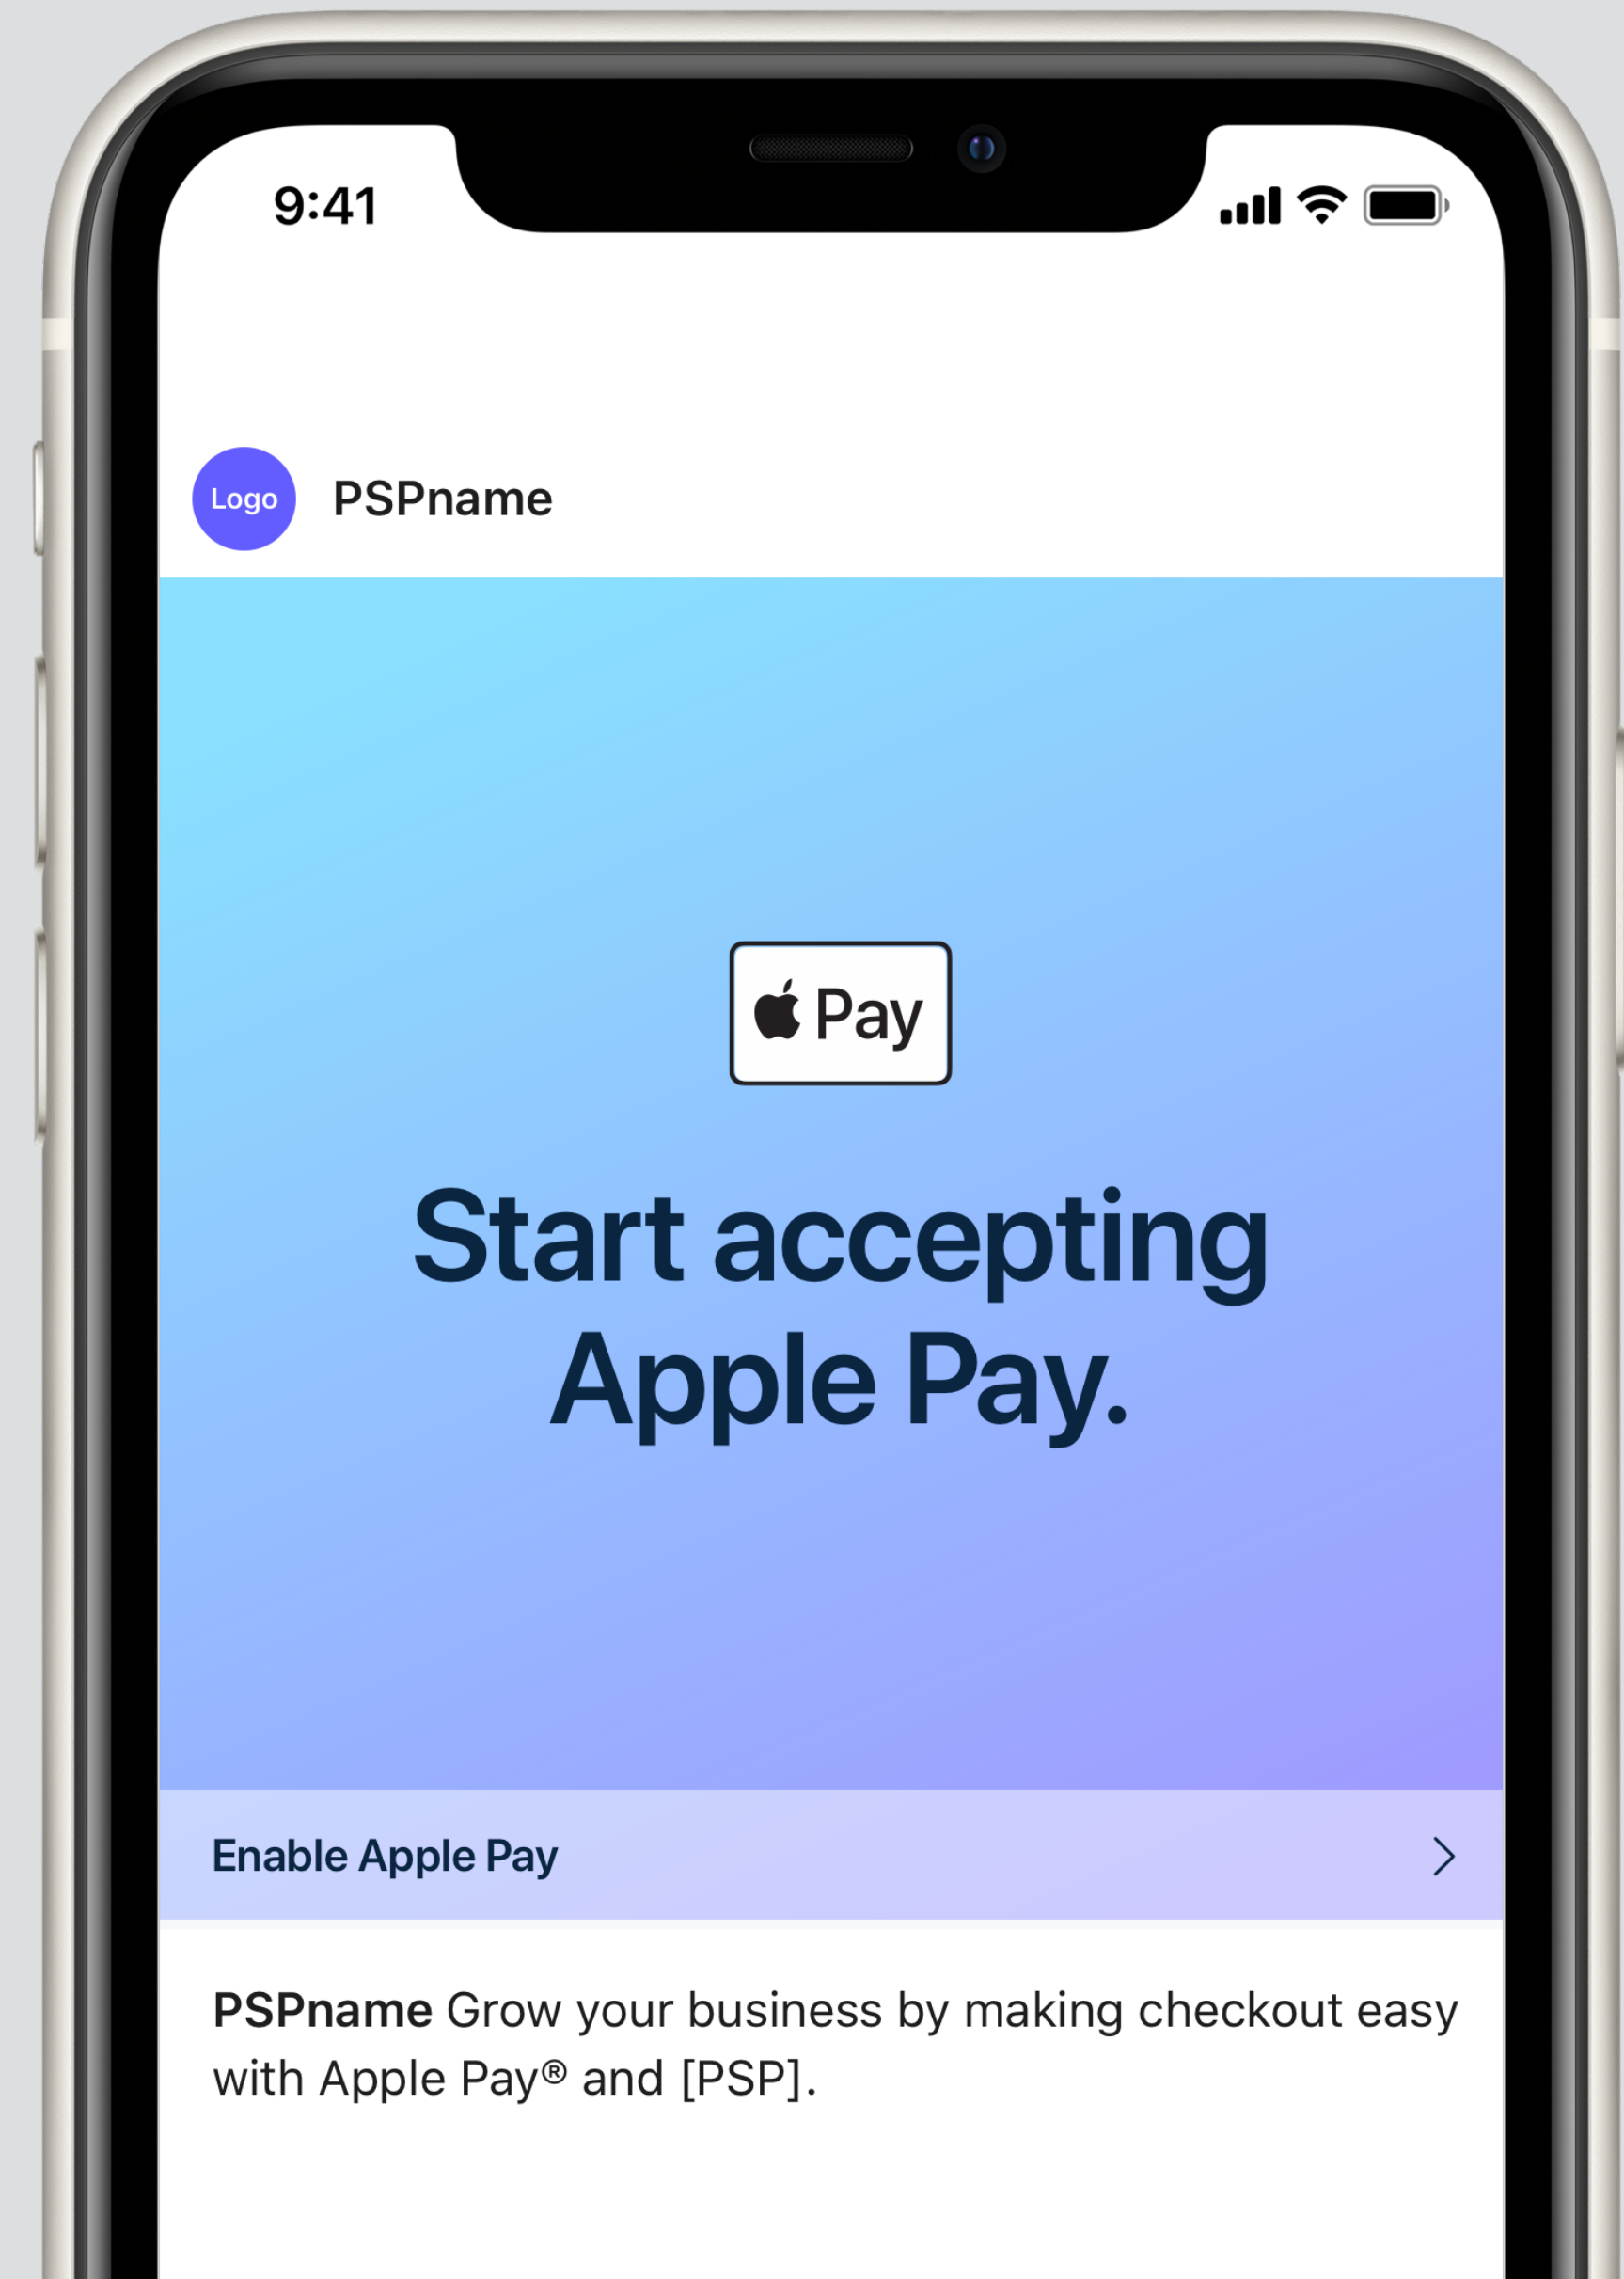 9:41
Logo
PSPname
Pay
Start accepting
Apple Pay.
Enable Apple Pay
PSPname Grow your business by making checkout easy
with Apple Pay® and [PSP].